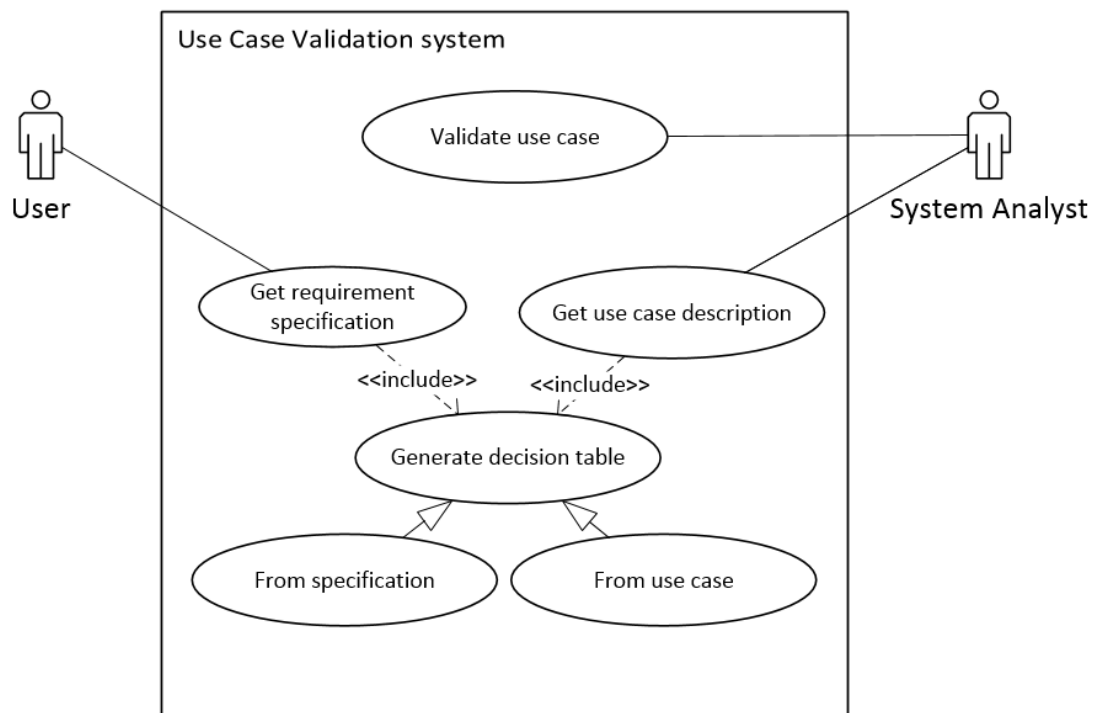 Use Case Validation system
Validate use case
User
System Analyst
Get requirement
specification
Get use case description
<<include>>
<<include>>
Generate decision table
From specification
From use case